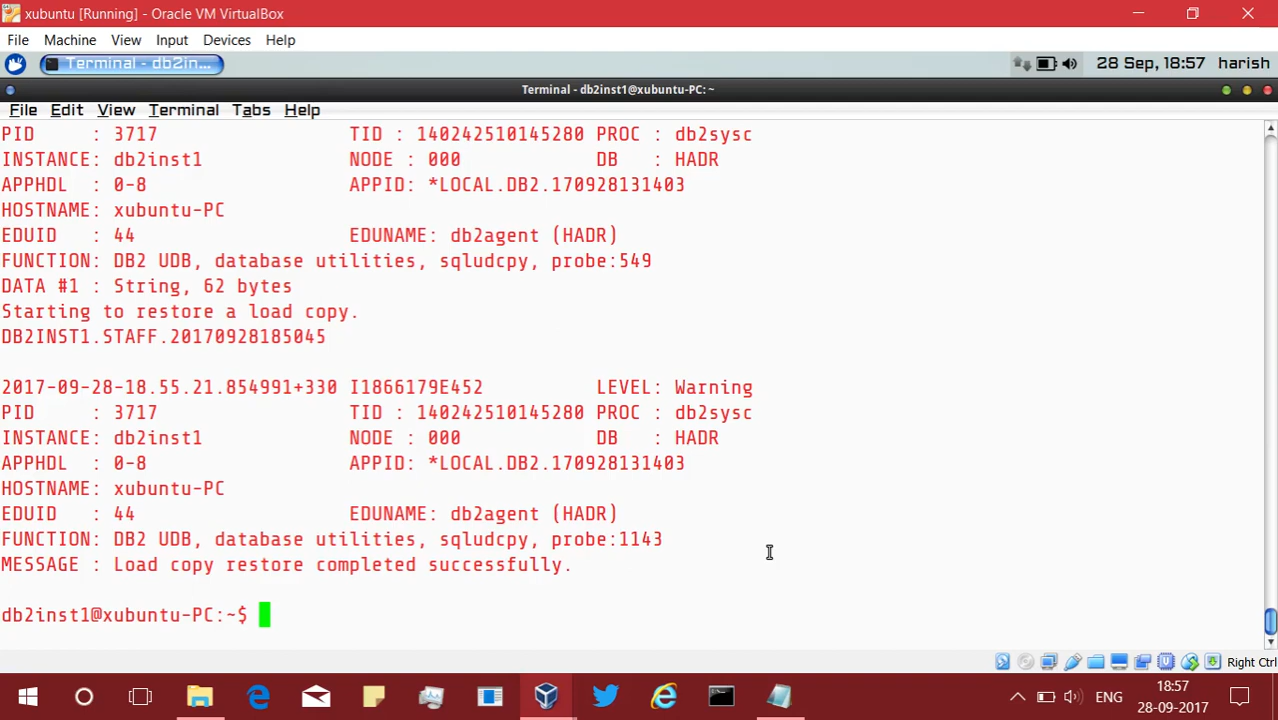 xubuntu [Running] - Oracle VM VirtualBox
File Machine View Input Devices Help
Terminal - db2in... 28 Sep, 18:57 harish
Terminal - db2inst1@xubuntu-PC: ~
File Edit View Terminal Tabs Help
PID : 3717 TID : 140242510145280 PROC : db2sysc
INSTANCE: db2inst1 NODE : 000 DB : HADR
APPHDL : 0-8 APPID: *LOCAL.DB2.170928131403
HOSTNAME: xubuntu-PC
EDUID : 44 EDUNAME: db2agent (HADR)
FUNCTION: DB2 UDB, database utilities, sqludcpy, probe:549
DATA #1 : String, 62 bytes
Starting to restore a load copy.
DB2INST1.STAFF.20170928185045
2017-09-28-18.55.21.854991+330 I1866179E452 LEVEL: Warning
PID : 3717 TID : 140242510145280 PROC : db2sysc
INSTANCE: db2inst1 NODE : 000 DB : HADR
APPHDL : 0-8 APPID: *LOCAL.DB2.170928131403
HOSTNAME: xubuntu-PC
EDUID : 44 EDUNAME: db2agent (HADR)
FUNCTION: DB2 UDB, database utilities, sqludcpy, probe:1143
MESSAGE : Load copy restore completed successfully.
db2inst1@xubuntu-PC:~$
Right Ctrl
ENG 18:57
28-09-2017